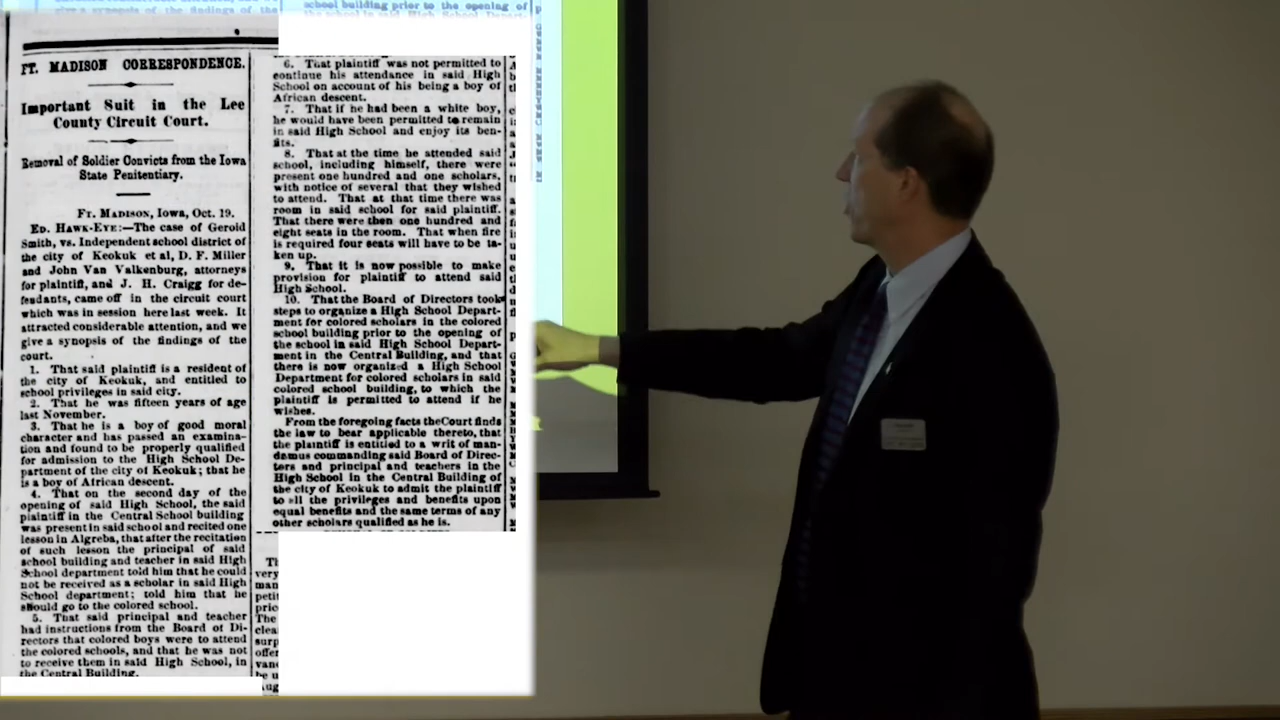 give a synopsis of the findings of the
school building prior to the opening of
the school in said High School Depart-
FT. MADISON CORRESPONDENCE.
Important Suit in the Lee
County Circuit Court.
Removal of Soldier Convicts from the Iowa
State Penitentiary.
FT. MADISON, Iowa, Oct. 19.
ED. HAWK-EYE:—The case of Geroid
Smith, vs. Independent school district of
the city of Keokuk et al, D. F. Miller
and John Van Valkenburg, attorneys
for plaintiff, and J. H. Craigg for de-
fendants, came off in the circuit court
which was in session here last week. It
attracted considerable attention, and we
give a synopsis of the findings of the
court.
1. That said plaintiff is a resident of
the city of Keokuk, and entitled to
school privileges in said city.
2. That he was fifteen years of age
last November.
3. That he is a boy of good moral
character and has passed an examina-
tion and found to be properly qualified
for admission to the High School De-
partment of the city of Keokuk; that he
is a boy of African descent.
4. That on the second day of the
opening of said High School, the said
plaintiff in the Central School building
was present in said school and recited one
lesson in Algreba, that after the recitation
of such lesson the principal of said
school building and teacher in said High
School department told him that he could
not be received as a scholar in said High
School department; told him that he
should go to the colored school.
5. That said principal and teacher
had instructions from the Board of Di-
rectors that colored boys were to attend
the colored schools, and that he was not
to receive them in said High School, in
the Central Building.
6. That plaintiff was not permitted to
continue his attendance in said High
School on account of his being a boy of
African descent.
7. That if he had been a white boy,
he would have been permitted to remain
in said High School and enjoy its ben-
fits.
8. That at the time he attended said
school, including himself, there were
present one hundred and one scholars,
with notice of several that they wished
to attend. That at that time there was
room in said school for said plaintiff.
That there were then one hundred and
eight seats in the room. That when fire
is required four seats will have to be ta-
ken up.
9. That it is now possible to make
provision for plaintiff to attend said
High School.
10. That the Board of Directors took
steps to organize a High School Depart-
ment for colored scholars in the colored
school building prior to the opening of
the school in said High School Depart-
ment in the Central Building, and that
there is now organized a High School
Department for colored scholars in said
colored school building, to which the
plaintiff is permitted to attend if he
wishes.
From the foregoing facts the Court finds
the law to bear applicable thereto, that
the plaintiff is entitled to a writ of man-
damus commanding said Board of Direc-
ters and principal and teachers in the
High School in the Central Building of
the city of Keokuk to admit the plaintiff
to all the privileges and benefits upon
equal benefits and the same terms of any
other scholars qualified as he is.